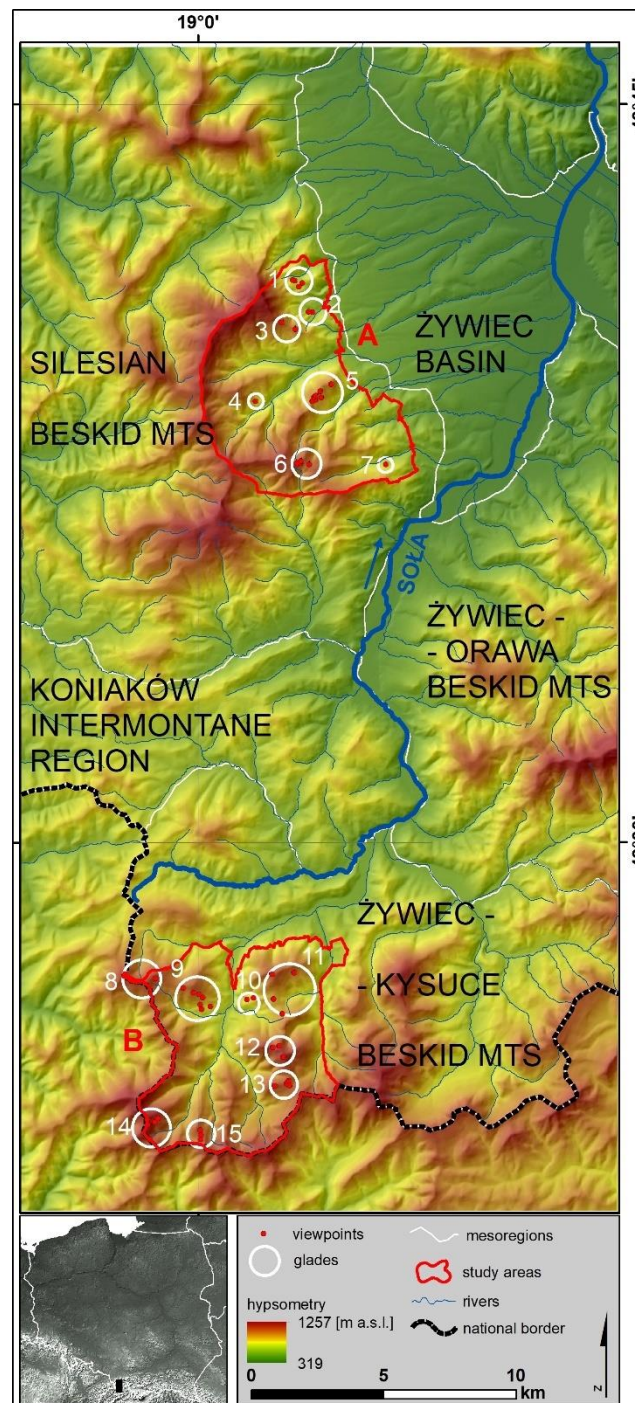 19°0'
1
2
3
A
ŻYWIEC
BASIN
SILESIAN
BESKID MTS
4
5
6
7
SOŁA
ŻYWIEC -
- ORAWA
BESKID MTS
KONIAKÓW
INTERMONTANE
REGION
ŻYWIEC -
- KYSUCE
BESKID MTS
8
9
10
11
B
12
13
14
15
viewpoints
glades
hypsometry
1257 [m a.s.l.]
319
mesoregions
study areas
rivers
national border
0 5 10
km
N